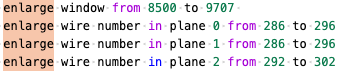 enlarge window from 8500 to 9707
enlarge wire number in plane 0 from 286 to 296
enlarge wire number in plane 1 from 286 to 296
enlarge wire number in plane 2 from 292 to 302